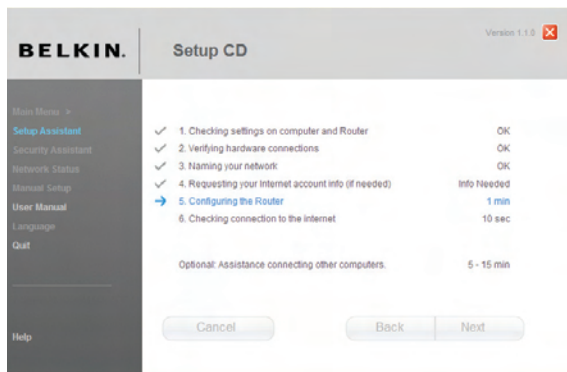 BELKIN.
Setup CD
Version 1.1.0
Main Menu >
Setup Assistant
Security Assistant
Network Status
Manual Setup
User Manual
Language
Quit
Help
1. Checking settings on computer and Router OK
2. Verifying hardware connections OK
3. Naming your network OK
4. Requesting your Internet account info (if needed) Info Needed
5. Configuring the Router 1 min
6. Checking connection to the internet 10 sec
Optional: Assistance connecting other computers. 5 - 15 min
Cancel
Back
Next